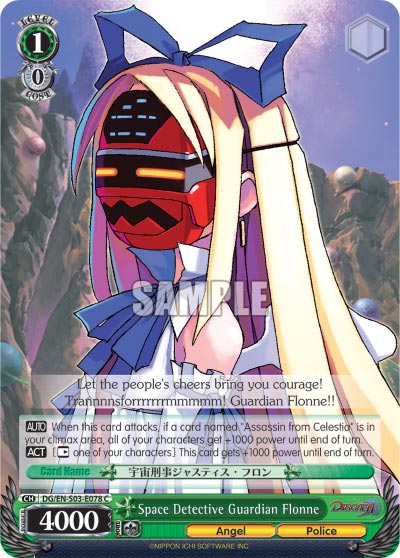 LEVEL
1
0
COST
SAMPLE
Let the people's cheers bring you courage!
Trannnnsforrrrrrrmmmmm! Guardian Flonne!!
AUTO When this card attacks, if a card named "Assassin from Celestia" is in
your climax area, all of your characters get +1000 power until end of turn.
ACT [ one of your characters] This card gets +1000 power until end of turn.
Card Name 宇宙刑事ジャスティス・フロン
CH DG/EN-S03-E078 C
4000
Space Detective Guardian Flonne
DISGAEA
Angel Police
©NIPPON ICHI SOFTWARE INC.